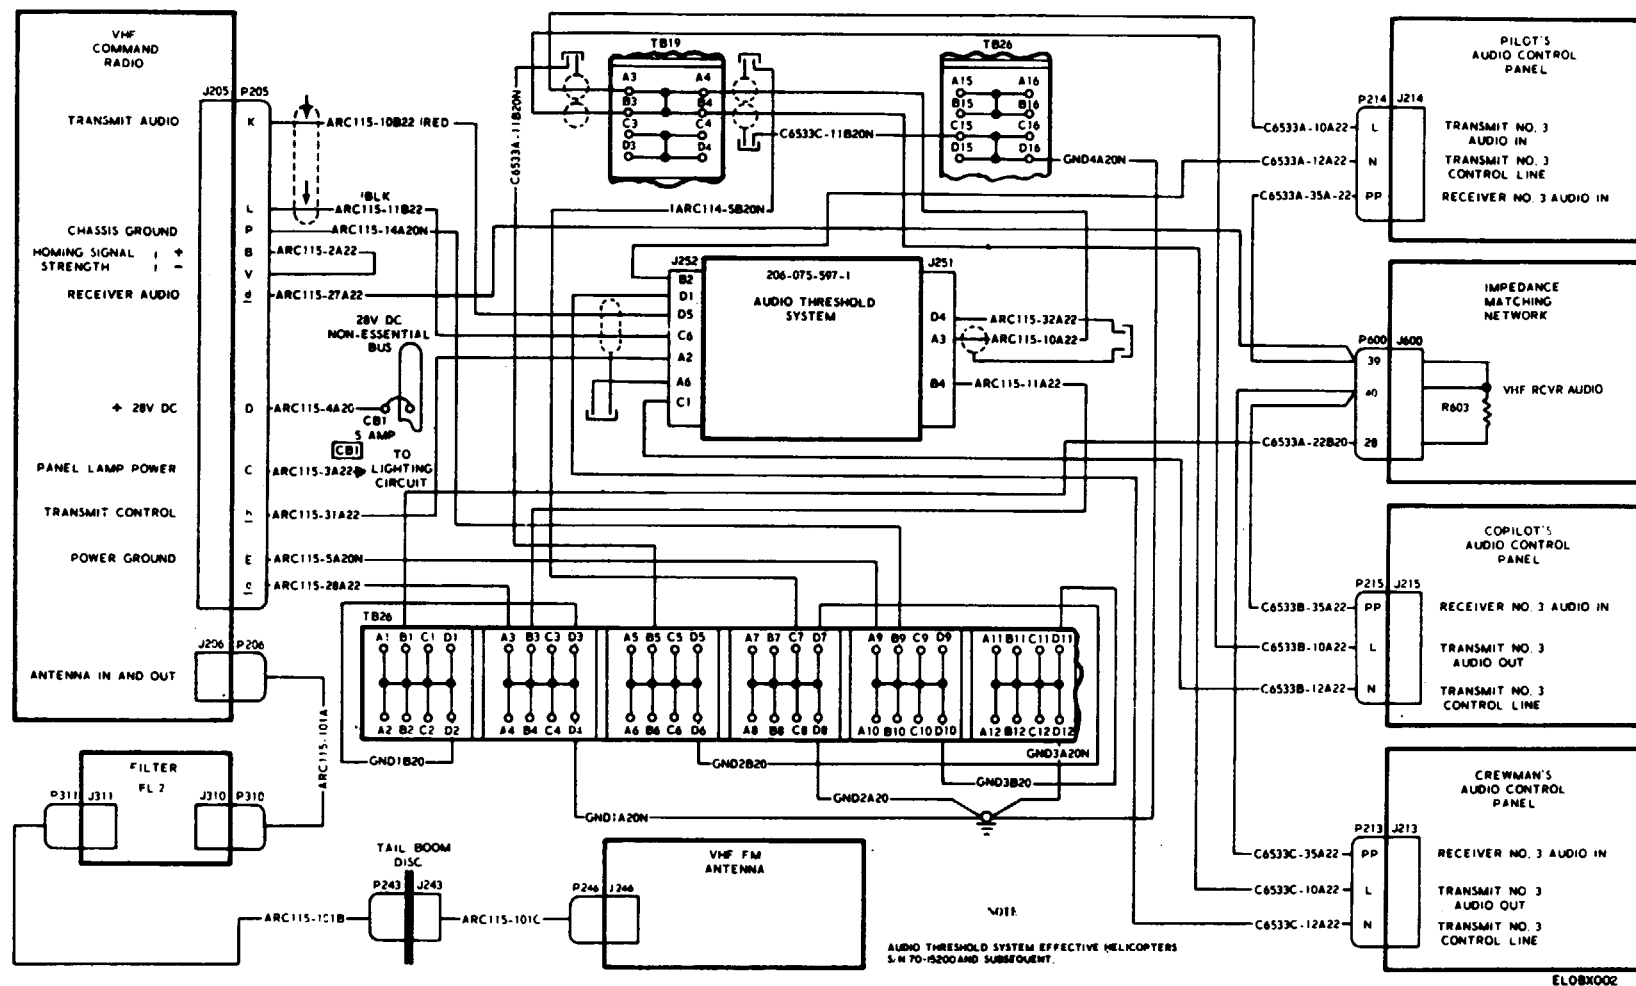 VHF
COMMAND
RADIO
J205 P205
TRANSMIT AUDIO K ARC115-10B22 (RED
(BLK
L ARC115-11B22
CHASSIS GROUND P ARC115-14A20N
HOMING SIGNAL + B ARC115-2A22
STRENGTH - V
RECEIVER AUDIO d ARC115-27A22
28V DC
NON-ESSENTIAL
BUS
+ 28V DC D ARC115-4A20
CB1
5 AMP
CB1
TO
LIGHTING
CIRCUIT
PANEL LAMP POWER C ARC115-3A22
TRANSMIT CONTROL h ARC115-31A22
POWER GROUND E ARC115-5A20N
ARC115-28A22
J206 P206
ANTENNA IN AND OUT
ARC115-101A
FILTER
FL 2
P311 J311
J310 P310
ARC115-101B
TAIL BOOM
DISC
P243 J243
ARC115-101C
P246 J246
VHF FM
ANTENNA
TB19
A3 A4
B3 B4
C3 C4
D3 D4
C6533A-11B20N
C6533C-11B20N
TB26
A15 A16
B15 B16
C15 C16
D15 D16
GND4A20N
1ARC114-5B20N
J252
B2
D1
D5
C6
A2
A6
C1
206-075-597-1
AUDIO THRESHOLD
SYSTEM
J251
D4 ARC115-32A22
A3 ARC115-10A22
B4 ARC115-11A22
TB26
A1 B1 C1 D1
A3 B3 C3 D3
A5 B5 C5 D5
A7 B7 C7 D7
A9 B9 C9 D9
A11 B11 C11 D11
A2 B2 C2 D2
A4 B4 C4 D4
A6 B6 C6 D6
A8 B8 C8 D8
A10 B10 C10 D10
A12 B12 C12 D12
GND1B20
GND2B20
GND3A20N
GND3B20
GND2A20
GND1A20N
PILOT'S
AUDIO CONTROL
PANEL
P214 J214
C6533A-10A22 L TRANSMIT NO. 3
AUDIO IN
C6533A-12A22 N TRANSMIT NO. 3
CONTROL LINE
C6533A-35A-22 PP RECEIVER NO. 3 AUDIO IN
IMPEDANCE
MATCHING
NETWORK
P600 J600
39
40
C6533A-22B20 28
R603
VHF RCVR AUDIO
COPILOT'S
AUDIO CONTROL
PANEL
P215 J215
C6533B-35A22 PP RECEIVER NO. 3 AUDIO IN
C6533B-10A22 L TRANSMIT NO. 3
AUDIO OUT
C6533B-12A22 N TRANSMIT NO. 3
CONTROL LINE
CREWMAN'S
AUDIO CONTROL
PANEL
P213 J213
C6533C-35A22 PP RECEIVER NO. 3 AUDIO IN
C6533C-10A22 L TRANSMIT NO. 3
AUDIO OUT
C6533C-12A22 N TRANSMIT NO. 3
CONTROL LINE
NOTE
AUDIO THRESHOLD SYSTEM EFFECTIVE HELICOPTERS
S/N 70-15200 AND SUBSEQUENT.
EL0BX002